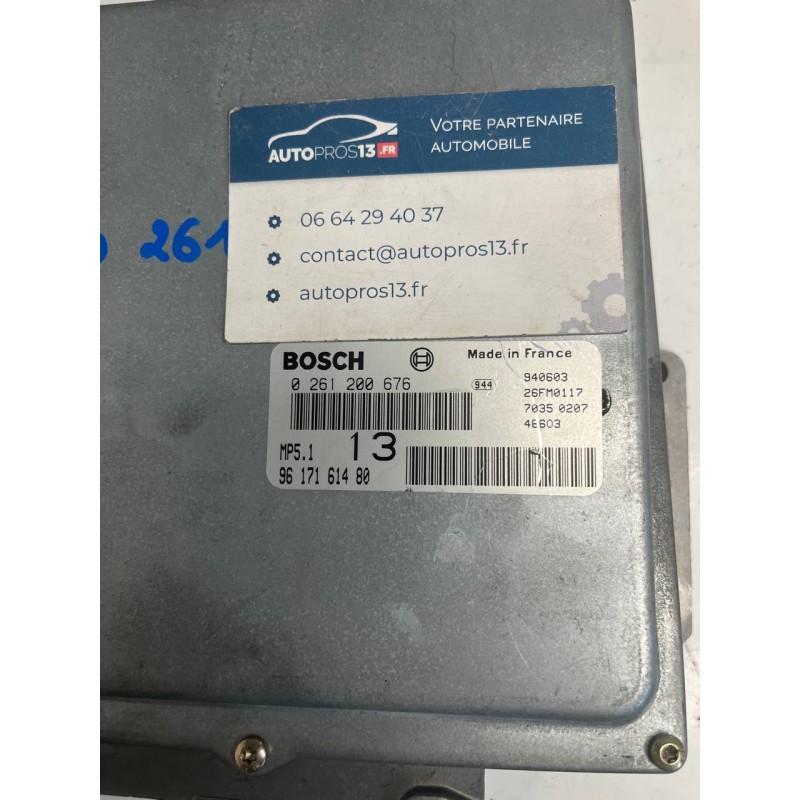 VOTRE PARTENAIRE
AUTOMOBILE
AUTOPROS13.FR
06 64 29 40 37
contact@autopros13.fr
autopros13.fr
261
BOSCH
Made in France
0 261 200 676
944
940603
26FM0117
7035 0207
48603
MP5.1
13
96 171 614 80